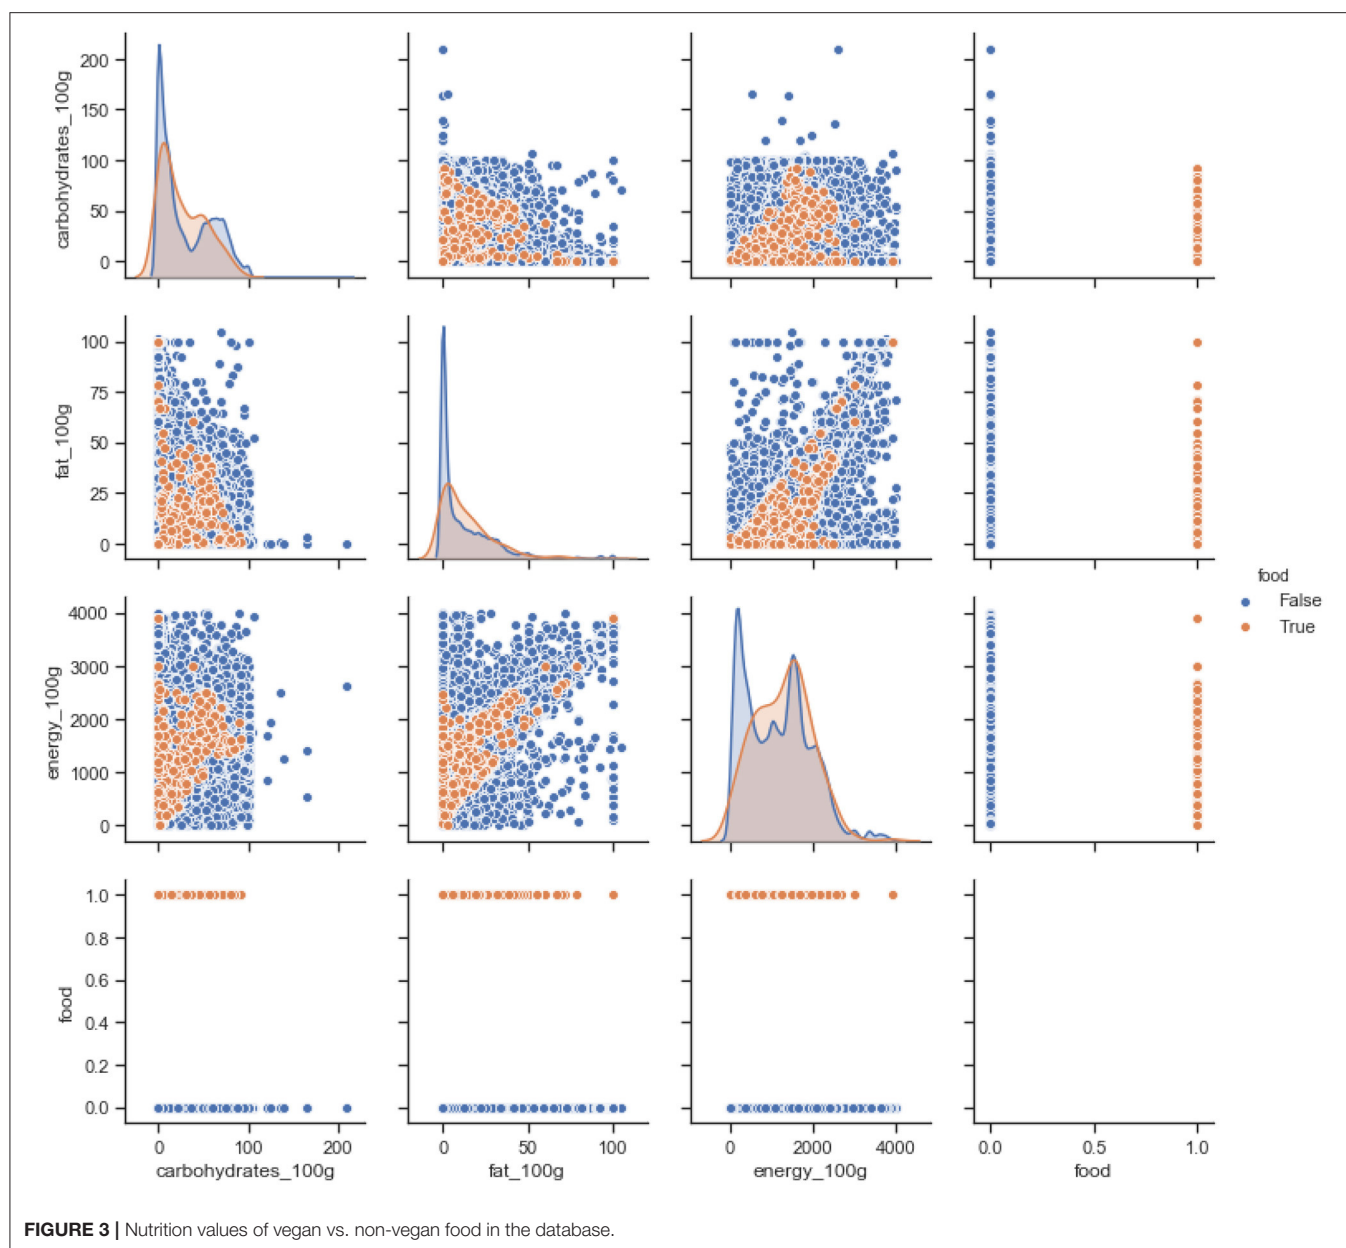 200
150
100
50
0
carbohydrates_100g
100
75
50
25
0
fat_100g
4000
3000
2000
1000
0
energy_100g
food
False
True
1.0
0.8
0.6
0.4
0.2
0.0
food
0 100 200
carbohydrates_100g
0 50 100
fat_100g
0 2000 4000
energy_100g
0.0 0.5 1.0
food
FIGURE 3 | Nutrition values of vegan vs. non-vegan food in the database.